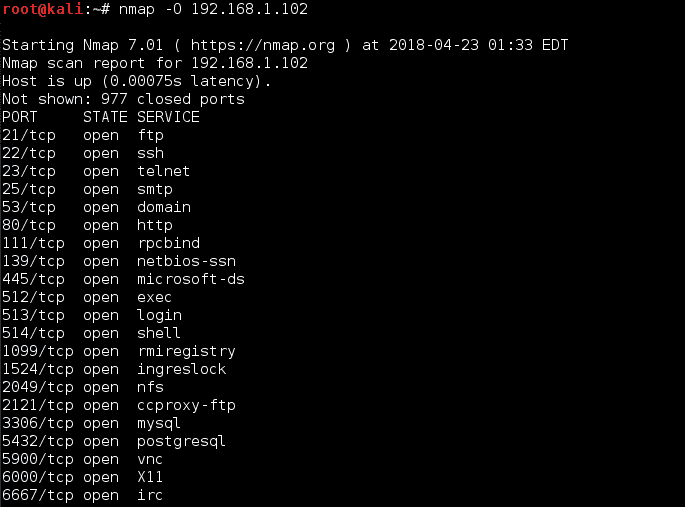 root@kali:~# nmap -O 192.168.1.102
Starting Nmap 7.01 ( https://nmap.org ) at 2018-04-23 01:33 EDT
Nmap scan report for 192.168.1.102
Host is up (0.00075s latency).
Not shown: 977 closed ports
PORT     STATE SERVICE
21/tcp   open  ftp
22/tcp   open  ssh
23/tcp   open  telnet
25/tcp   open  smtp
53/tcp   open  domain
80/tcp   open  http
111/tcp  open  rpcbind
139/tcp  open  netbios-ssn
445/tcp  open  microsoft-ds
512/tcp  open  exec
513/tcp  open  login
514/tcp  open  shell
1099/tcp open  rmiregistry
1524/tcp open  ingreslock
2049/tcp open  nfs
2121/tcp open  ccproxy-ftp
3306/tcp open  mysql
5432/tcp open  postgresql
5900/tcp open  vnc
6000/tcp open  X11
6667/tcp open  irc